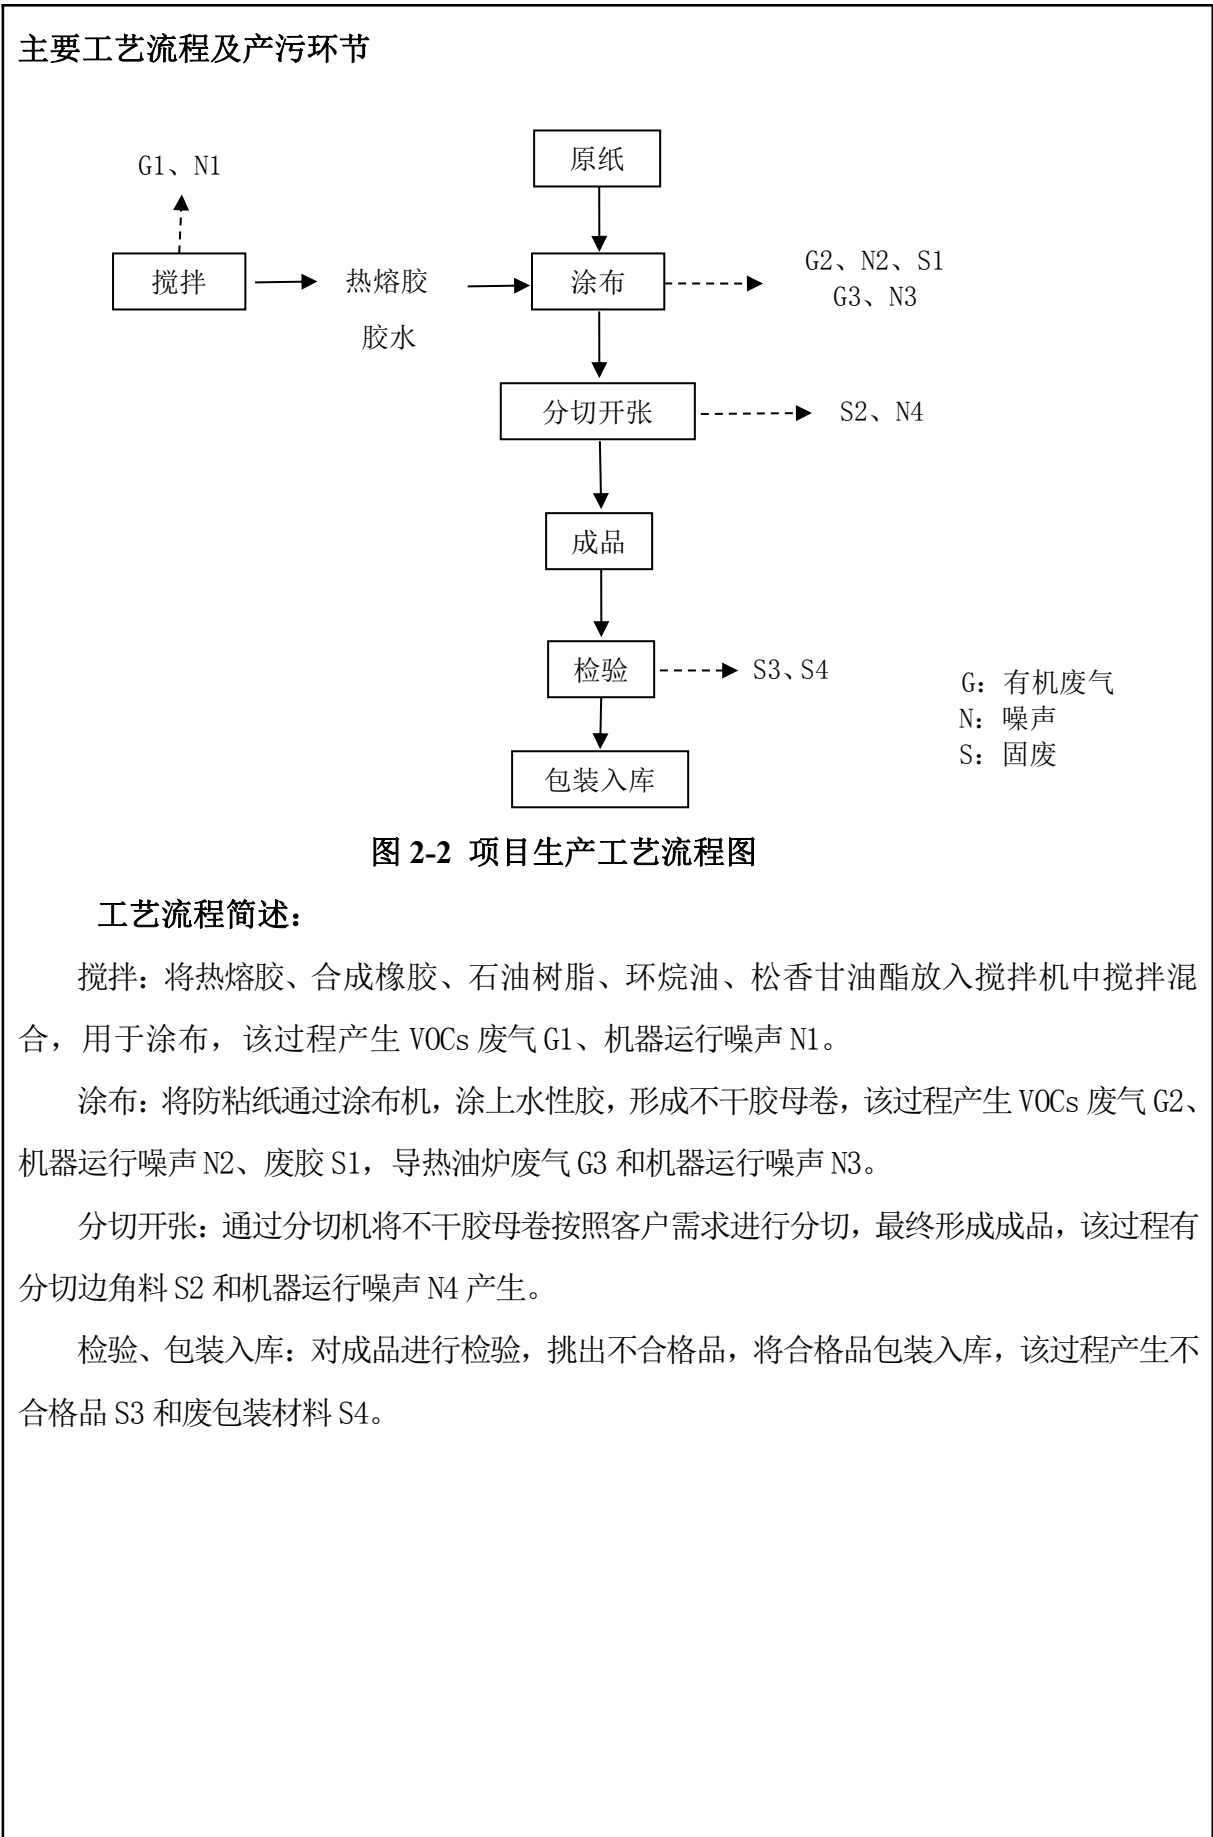 主要工艺流程及产污环节
原纸
G1、N1
搅拌
热熔胶
胶水
涂布
G2、N2、S1
G3、N3
分切开张
S2、N4
成品
检验
S3、S4
G：有机废气
N：噪声
S：固废
包装入库
图 2-2 项目生产工艺流程图
工艺流程简述：
搅拌：将热熔胶、合成橡胶、石油树脂、环烷油、松香甘油酯放入搅拌机中搅拌混
合，用于涂布，该过程产生 VOCs 废气 G1、机器运行噪声 N1。
涂布：将防粘纸通过涂布机，涂上水性胶，形成不干胶母卷，该过程产生 VOCs 废气 G2、
机器运行噪声 N2、废胶 S1，导热油炉废气 G3 和机器运行噪声 N3。
分切开张：通过分切机将不干胶母卷按照客户需求进行分切，最终形成成品，该过程有
分切边角料 S2 和机器运行噪声 N4 产生。
检验、包装入库：对成品进行检验，挑出不合格品，将合格品包装入库，该过程产生不
合格品 S3 和废包装材料 S4。